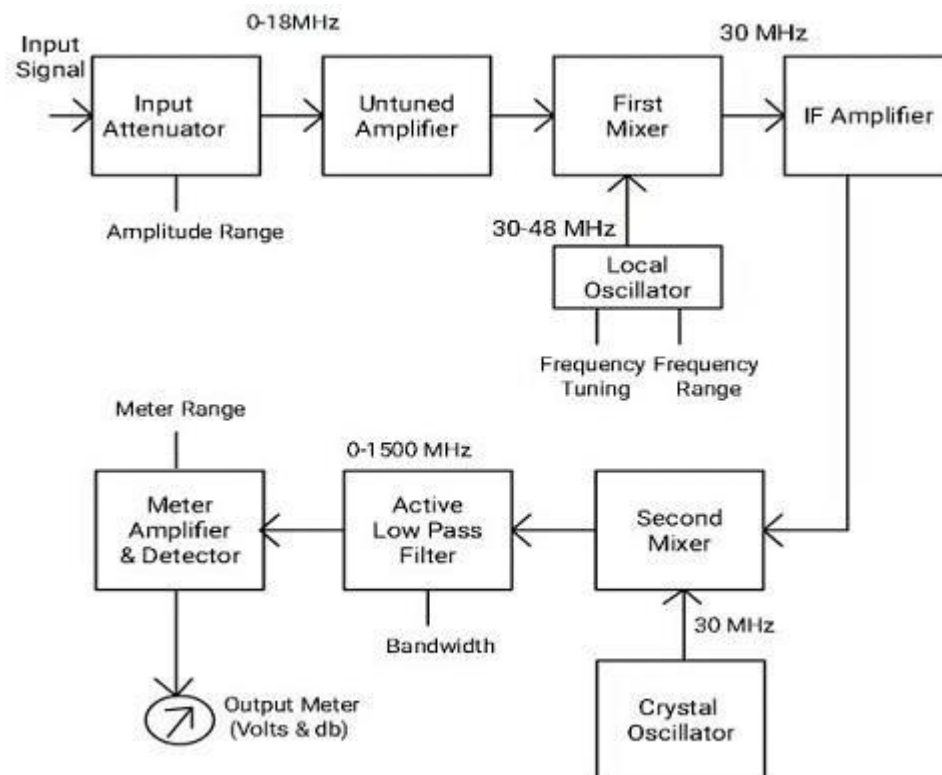 0-18MHz
30 MHz
Input
Signal
Input
Attenuator
Untuned
Amplifier
First
Mixer
IF Amplifier
Amplitude Range
30-48 MHz
Local
Oscillator
Frequency
Tuning
Frequency
Range
Meter Range
0-1500 MHz
Meter
Amplifier
& Detector
Active
Low Pass
Filter
Second
Mixer
Bandwidth
30 MHz
Output Meter
(Volts & db)
Crystal
Oscillator